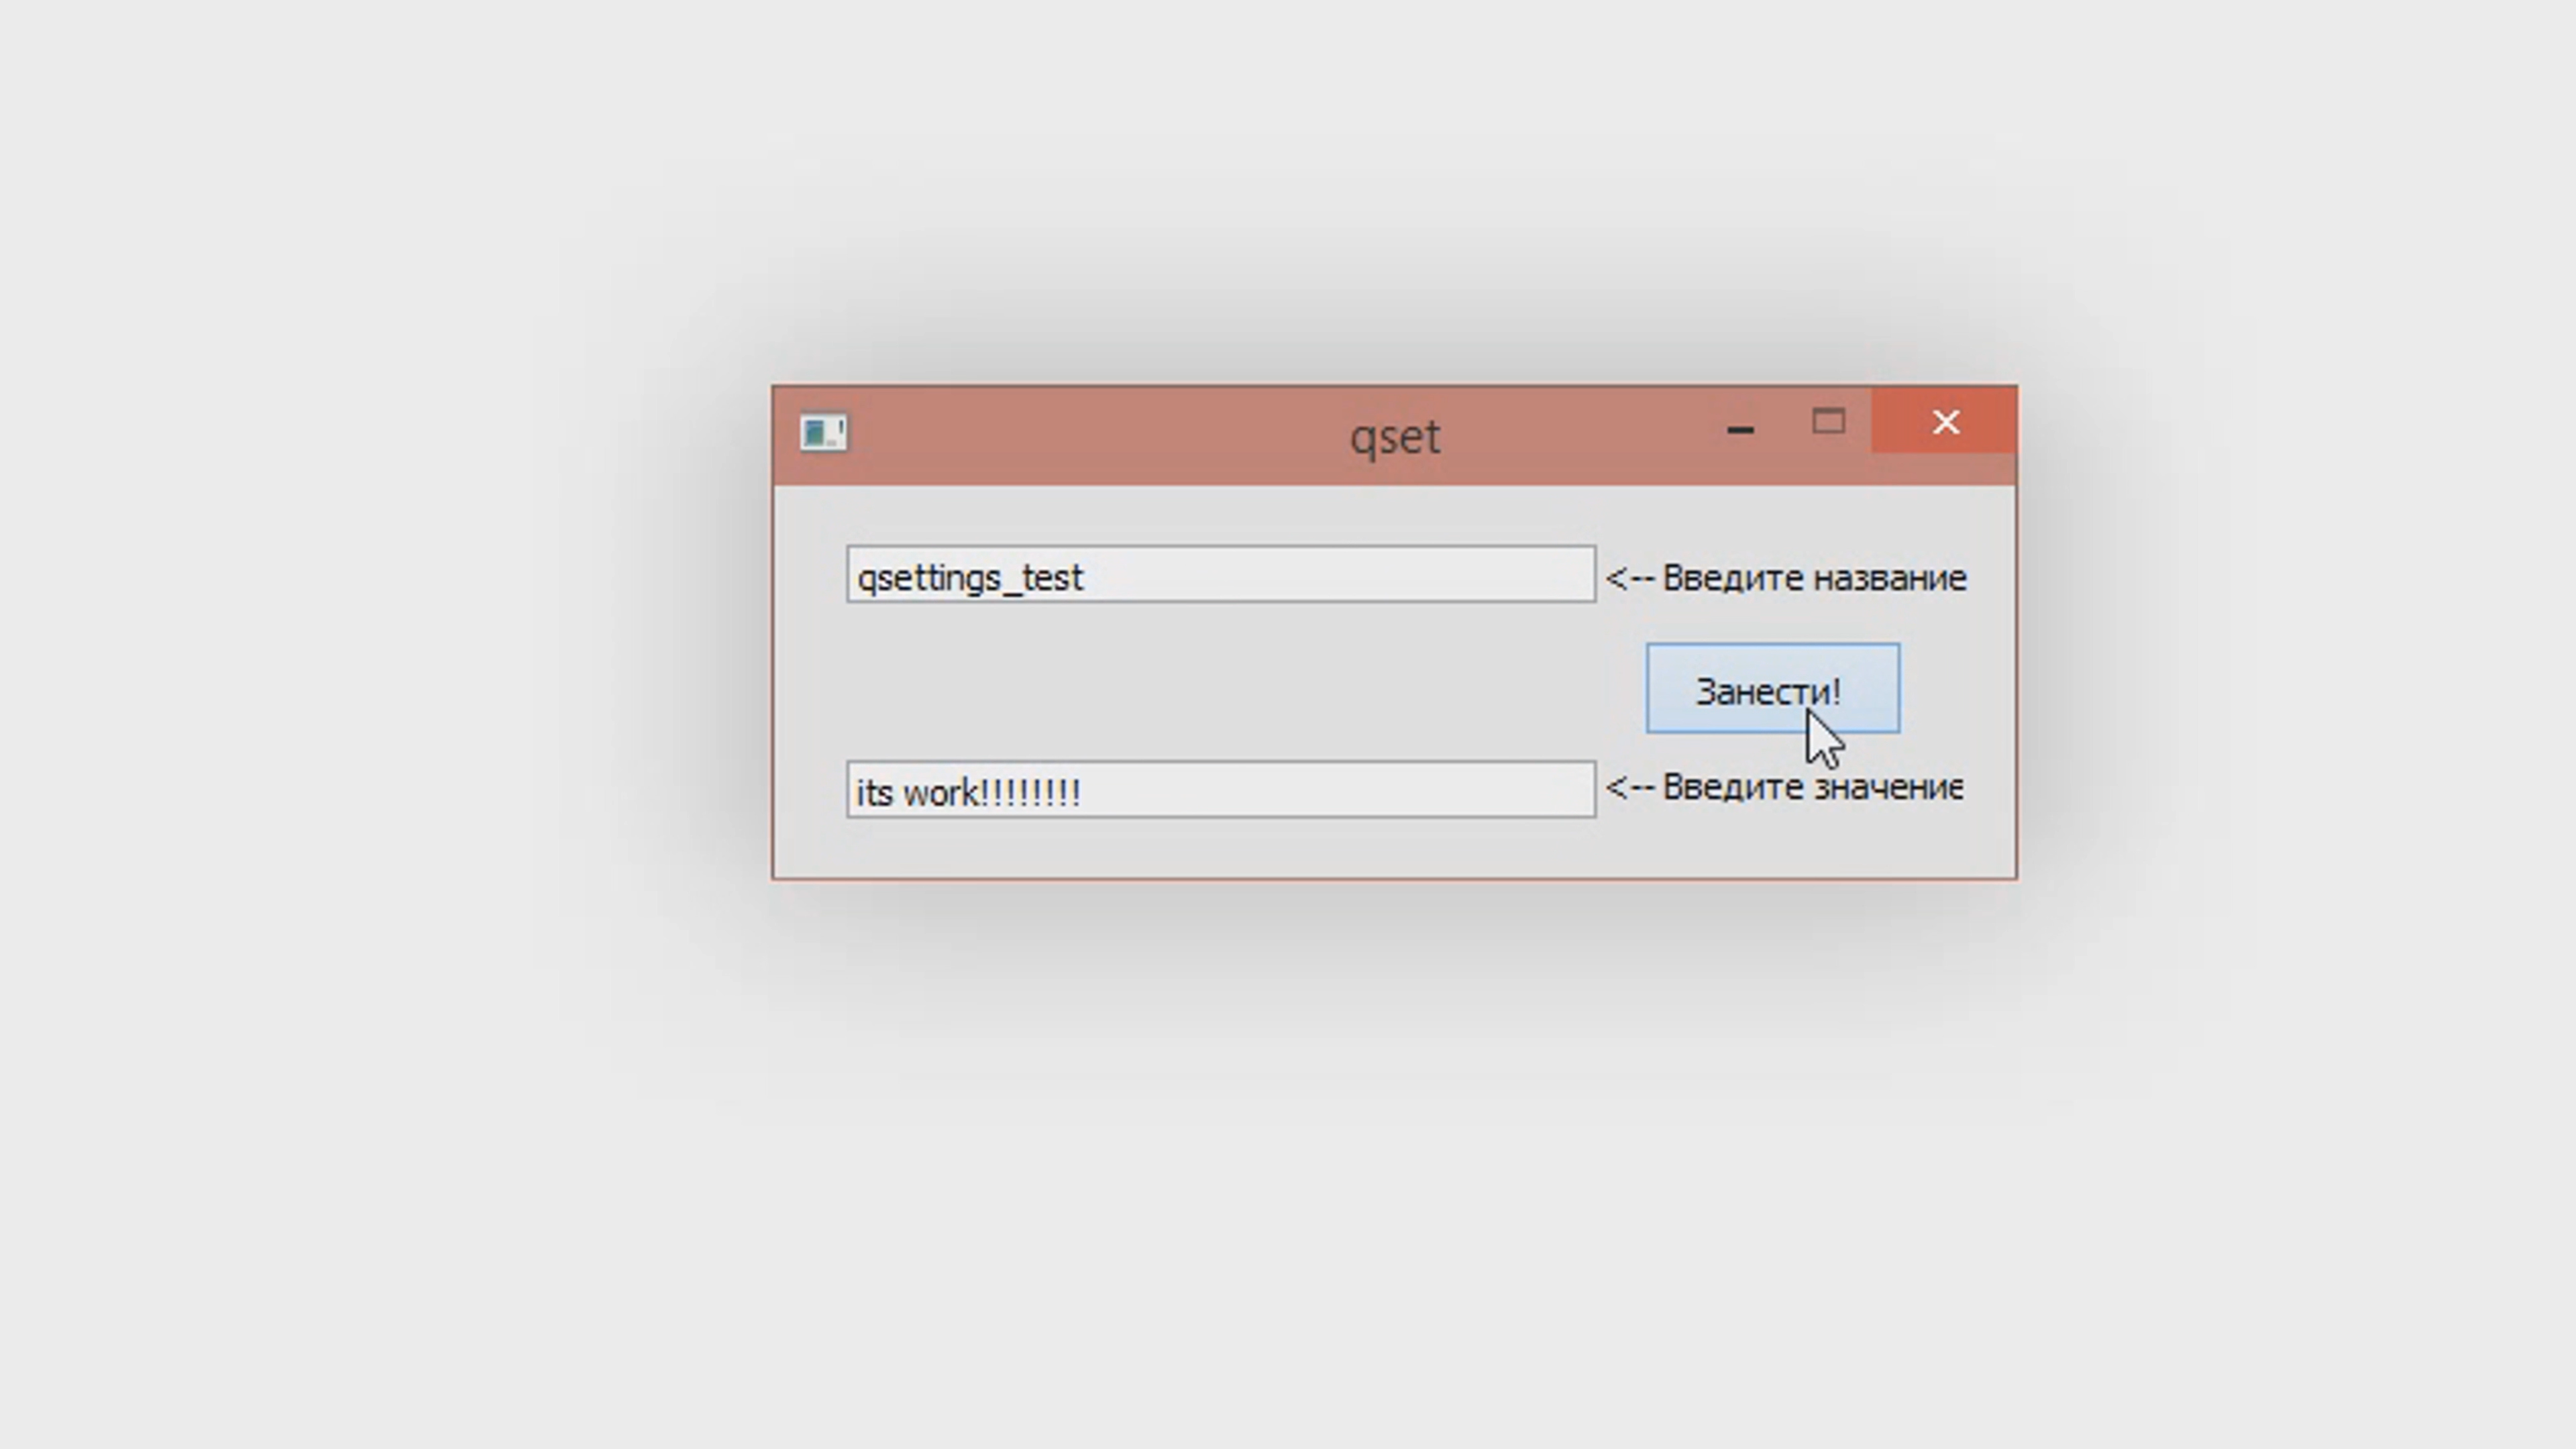 qset
qsettings_test <-- Введите название
Занести!
its work!!!!!!!!! <-- Введите значение